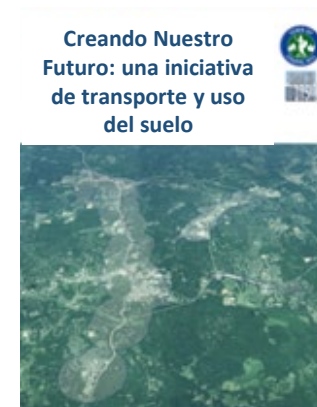 Creando Nuestro
Futuro: una iniciativa
de transporte y uso
del suelo